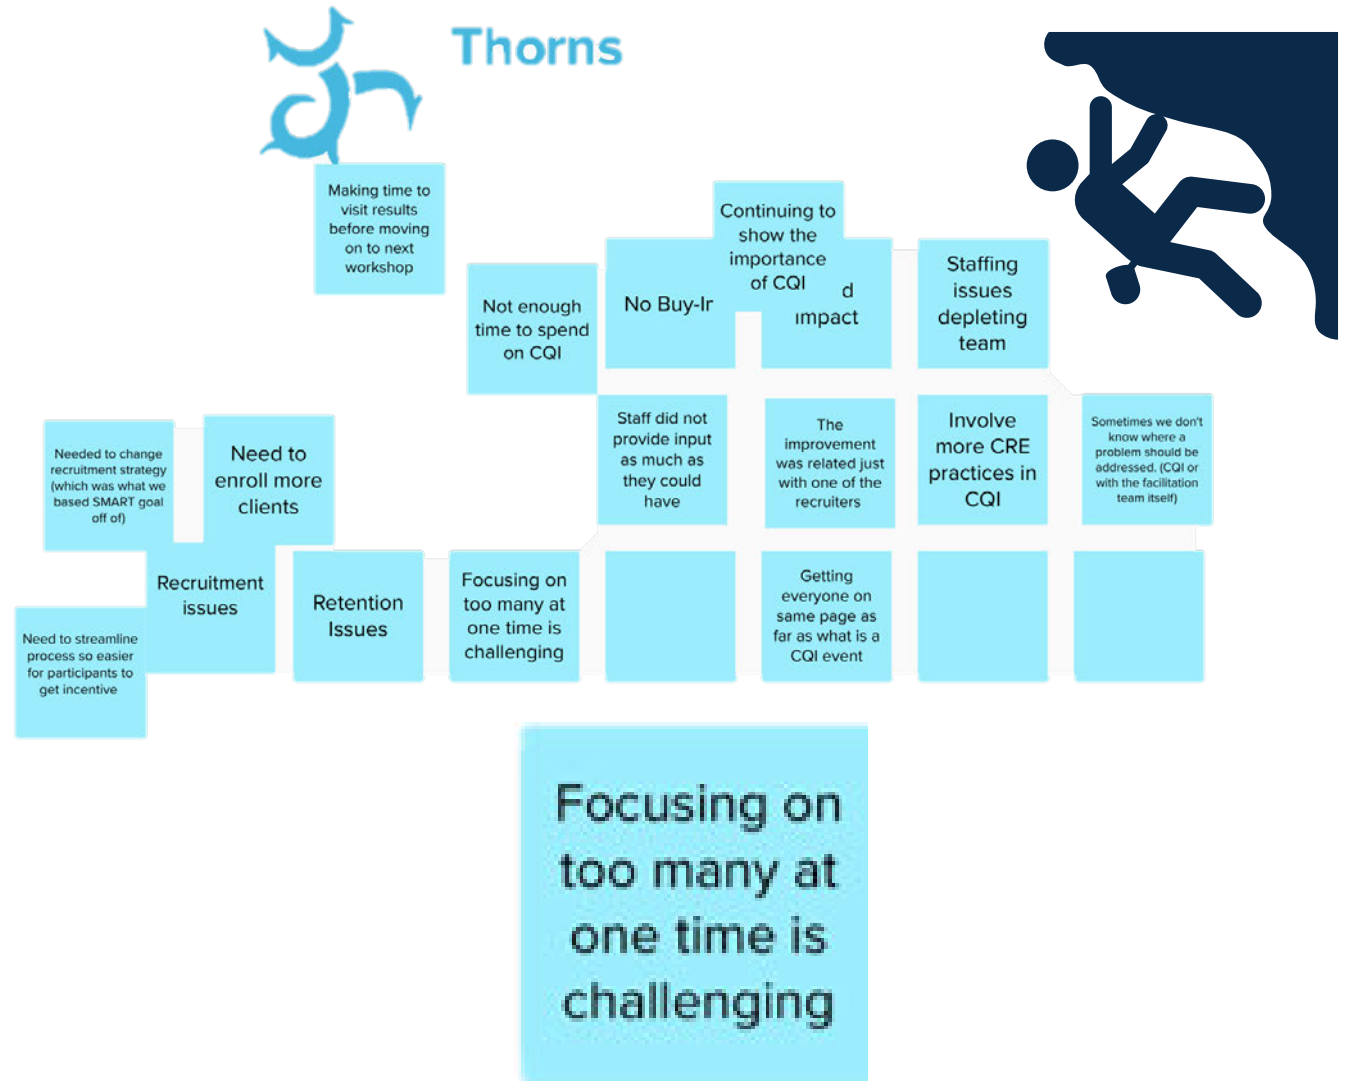 Thorns
Making time to
visit results
before moving
on to next
workshop
Continuing to
show the
importance
of CQI
Not enough
time to spend
on CQI
No
impact
Staffing
issues
depleting
team
Needed to change
recruitment strategy
(which was what we
based SMART goal
off of)
Need to
enroll more
clients
Staff did not
provide input
as much as
they could
have
The
improvement
was related just
with one of the
recruiters
Involve
more CRE
practices in
CQI
Sometimes we don't
know where a
problem should be
addressed. (CQI or
with the facilitation
team itself)
Recruitment
issues
Retention
Issues
Focusing on
too many at
one time is
challenging
Getting
everyone on
same page as
far as what is a
CQI event
Need to streamline
process so easier
for participants to
get incentive
Focusing on
too many at
one time is
challenging